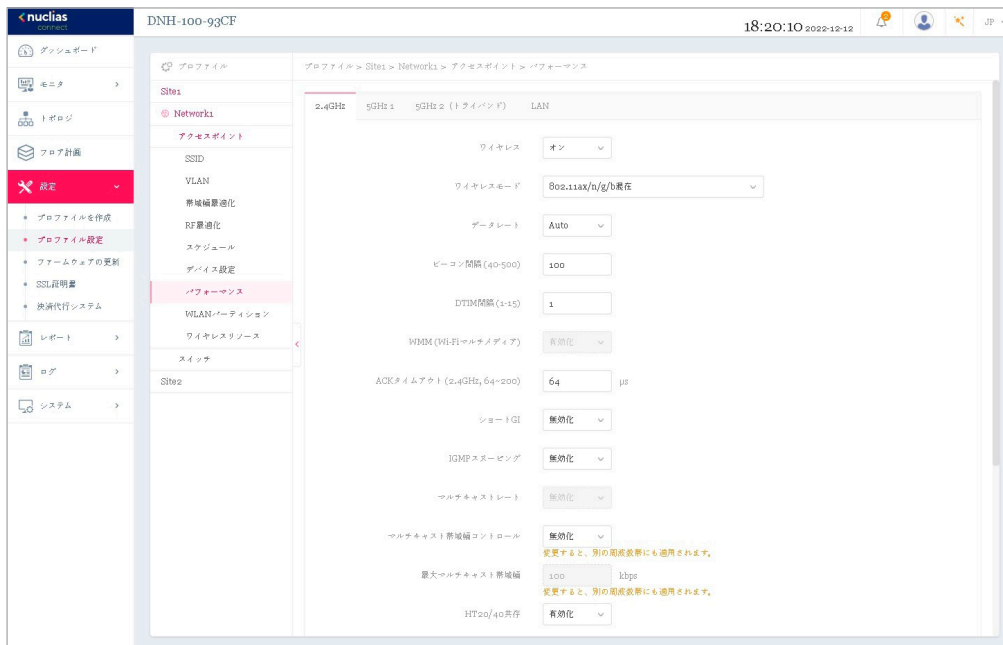 nuclias
connect
DNH-100-93CF
18:20:10 2022-12-12
2
JP
ダッシュボード
モニタ
トポロジ
フロア計画
設定
プロファイルを作成
プロファイル設定
ファームウェアの更新
SSL証明書
決済代行システム
レポート
ログ
システム
プロファイル
Site1
Network1
アクセスポイント
SSID
VLAN
帯域幅最適化
RF最適化
スケジュール
デバイス設定
パフォーマンス
WLANパーティション
ワイヤレスリソース
スイッチ
Site2
プロファイル > Site1 > Network1 > アクセスポイント > パフォーマンス
2.4GHz 5GHz 1 5GHz 2 (トライバンド) LAN
ワイヤレス オン
ワイヤレスモード 802.11ax/n/g/b混在
データレート Auto
ビーコン間隔 (40-500) 100
DTIM間隔 (1-15) 1
WMM (Wi-Fiマルチメディア) 有効化
ACKタイムアウト (2.4GHz, 64~200) 64 μs
ショートGI 無効化
IGMPスヌーピング 無効化
マルチキャストレート 無効化
マルチキャスト帯域幅コントロール 無効化
変更すると、別の周波数帯にも適用されます。
最大マルチキャスト帯域幅 100 kbps
変更すると、別の周波数帯にも適用されます。
HT20/40共存 有効化